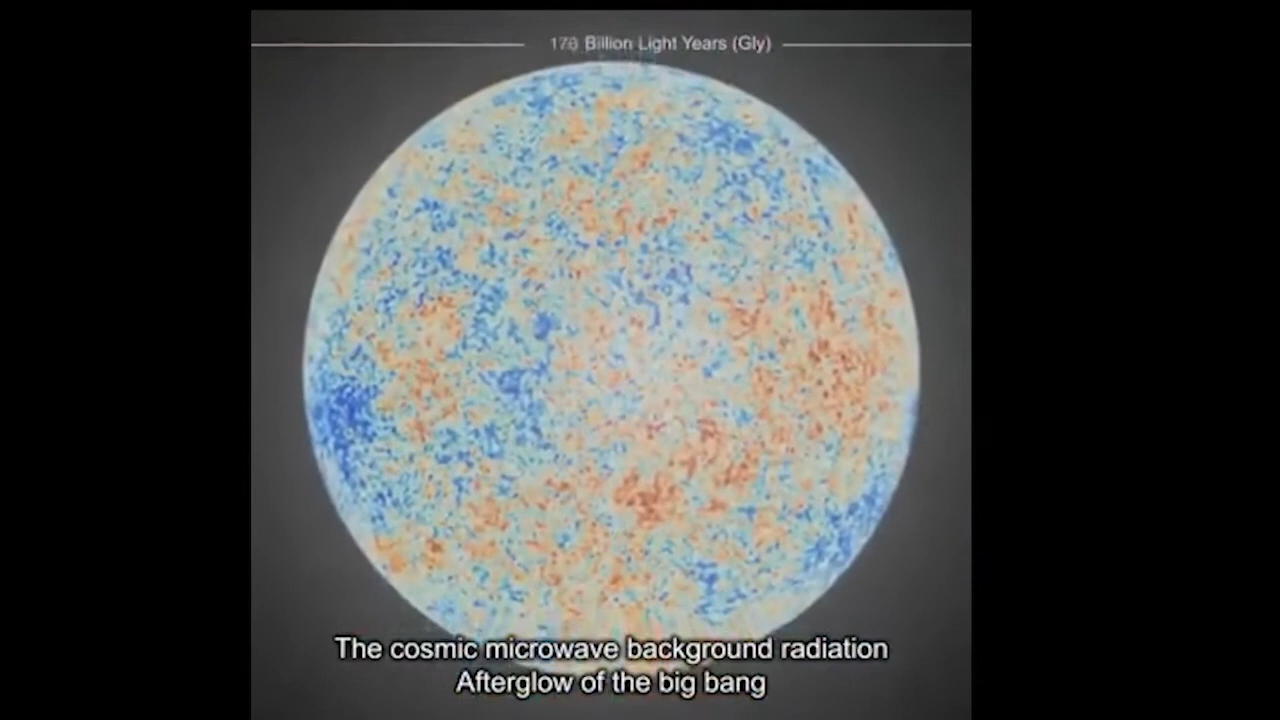 Billion Light Years (Gly)
The cosmic microwave background radiation
Afterglow of the big bang